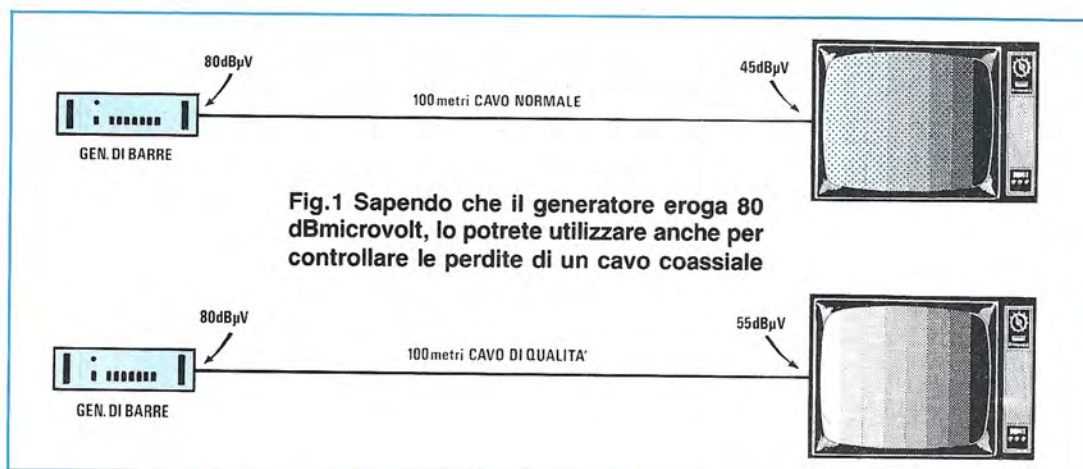 80dBµV
45dBµV
100metri CAVO NORMALE
GEN. DI BARRE
Fig.1 Sapendo che il generatore eroga 80
dBmicrovolt, lo potrete utilizzare anche per
controllare le perdite di un cavo coassiale
80dBµV
55dBµV
100metri CAVO DI QUALITA'
GEN. DI BARRE